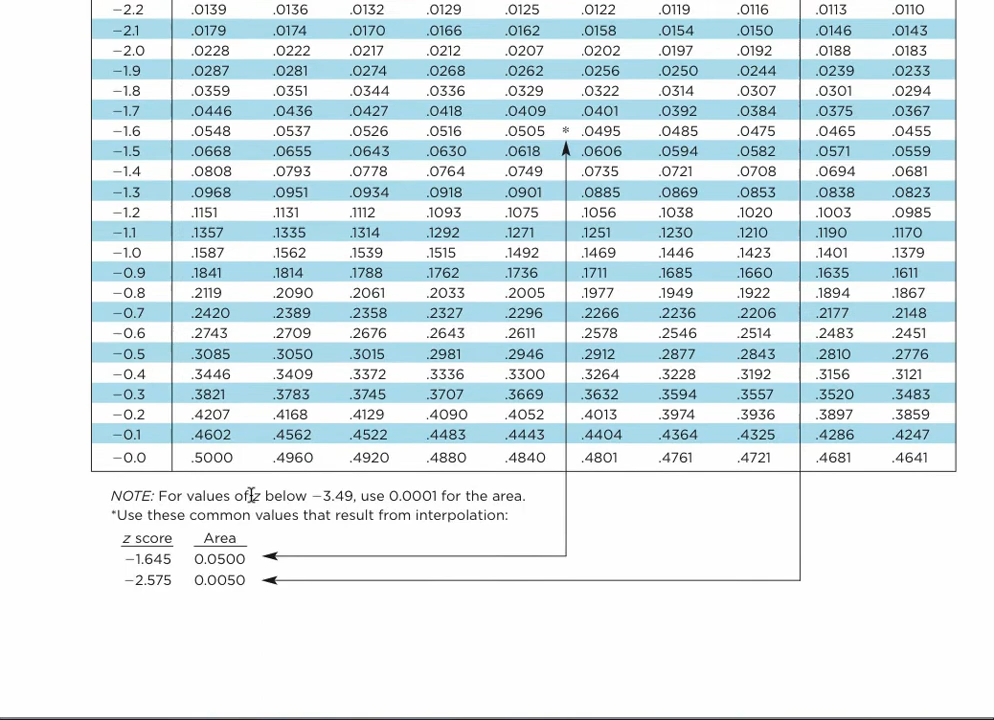 −2.2 .0139 .0136 .0132 .0129 .0125 .0122 .0119 .0116 .0113 .0110
−2.1 .0179 .0174 .0170 .0166 .0162 .0158 .0154 .0150 .0146 .0143
−2.0 .0228 .0222 .0217 .0212 .0207 .0202 .0197 .0192 .0188 .0183
−1.9 .0287 .0281 .0274 .0268 .0262 .0256 .0250 .0244 .0239 .0233
−1.8 .0359 .0351 .0344 .0336 .0329 .0322 .0314 .0307 .0301 .0294
−1.7 .0446 .0436 .0427 .0418 .0409 .0401 .0392 .0384 .0375 .0367
−1.6 .0548 .0537 .0526 .0516 .0505 * .0495 .0485 .0475 .0465 .0455
−1.5 .0668 .0655 .0643 .0630 .0618 .0606 .0594 .0582 .0571 .0559
−1.4 .0808 .0793 .0778 .0764 .0749 .0735 .0721 .0708 .0694 .0681
−1.3 .0968 .0951 .0934 .0918 .0901 .0885 .0869 .0853 .0838 .0823
−1.2 .1151 .1131 .1112 .1093 .1075 .1056 .1038 .1020 .1003 .0985
−1.1 .1357 .1335 .1314 .1292 .1271 .1251 .1230 .1210 .1190 .1170
−1.0 .1587 .1562 .1539 .1515 .1492 .1469 .1446 .1423 .1401 .1379
−0.9 .1841 .1814 .1788 .1762 .1736 .1711 .1685 .1660 .1635 .1611
−0.8 .2119 .2090 .2061 .2033 .2005 .1977 .1949 .1922 .1894 .1867
−0.7 .2420 .2389 .2358 .2327 .2296 .2266 .2236 .2206 .2177 .2148
−0.6 .2743 .2709 .2676 .2643 .2611 .2578 .2546 .2514 .2483 .2451
−0.5 .3085 .3050 .3015 .2981 .2946 .2912 .2877 .2843 .2810 .2776
−0.4 .3446 .3409 .3372 .3336 .3300 .3264 .3228 .3192 .3156 .3121
−0.3 .3821 .3783 .3745 .3707 .3669 .3632 .3594 .3557 .3520 .3483
−0.2 .4207 .4168 .4129 .4090 .4052 .4013 .3974 .3936 .3897 .3859
−0.1 .4602 .4562 .4522 .4483 .4443 .4404 .4364 .4325 .4286 .4247
−0.0 .5000 .4960 .4920 .4880 .4840 .4801 .4761 .4721 .4681 .4641
NOTE: For values of z below −3.49, use 0.0001 for the area.
*Use these common values that result from interpolation:
z score Area
−1.645 0.0500
−2.575 0.0050